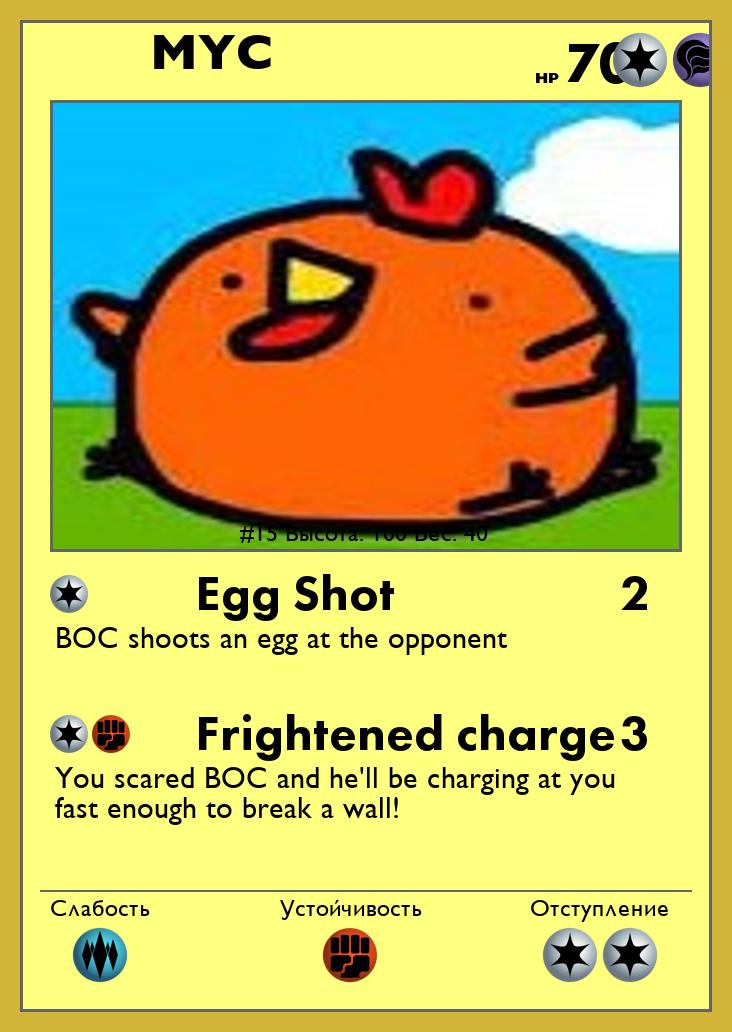 MYC
HP 70
#15 Высота: 100 Вес: 40
Egg Shot 2
BOC shoots an egg at the opponent
Frightened charge 3
You scared BOC and he'll be charging at you
fast enough to break a wall!
Слабость Устойчивость Отступление